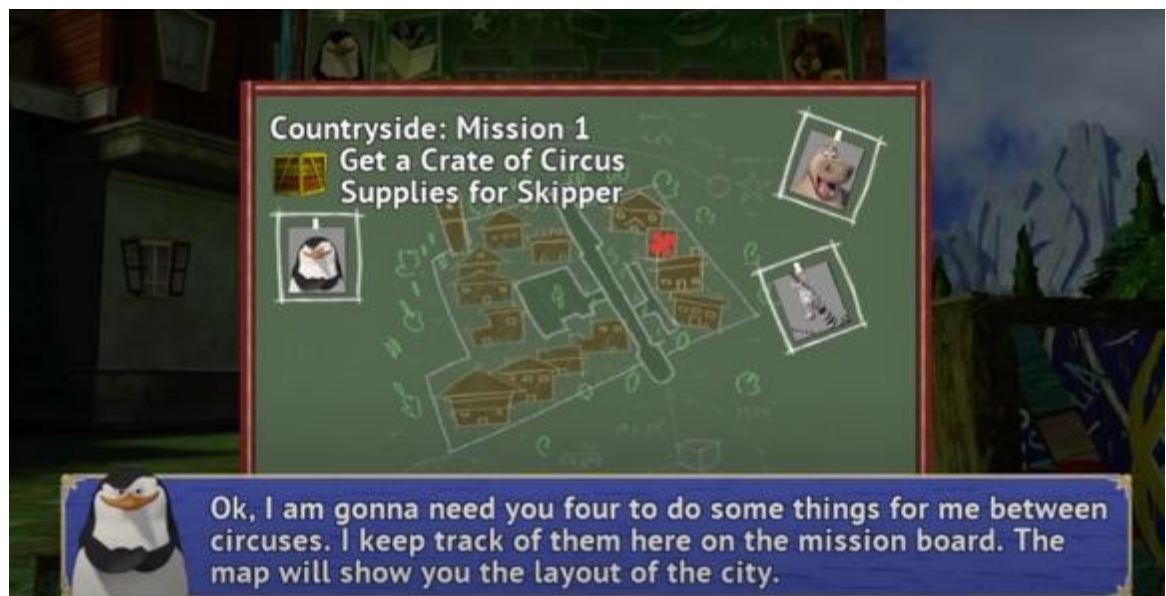 Countryside: Mission 1
Get a Crate of Circus
Supplies for Skipper
Ok, I am gonna need you four to do some things for me between
circuses. I keep track of them here on the mission board. The
map will show you the layout of the city.